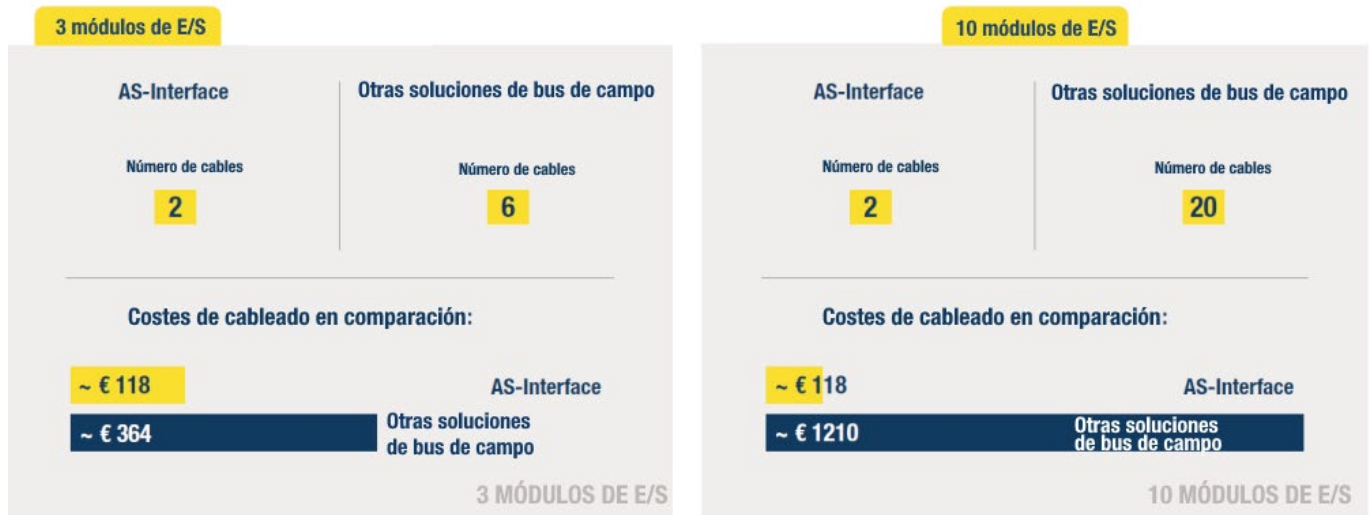 3 módulos de E/S
AS-Interface
Otras soluciones de bus de campo
Número de cables
2
Número de cables
6
Costes de cableado en comparación:
~ € 118
AS-Interface
~ € 364
Otras soluciones
de bus de campo
3 MÓDULOS DE E/S
10 módulos de E/S
AS-Interface
Otras soluciones de bus de campo
Número de cables
2
Número de cables
20
Costes de cableado en comparación:
~ € 118
AS-Interface
~ € 1210
Otras soluciones
de bus de campo
10 MÓDULOS DE E/S